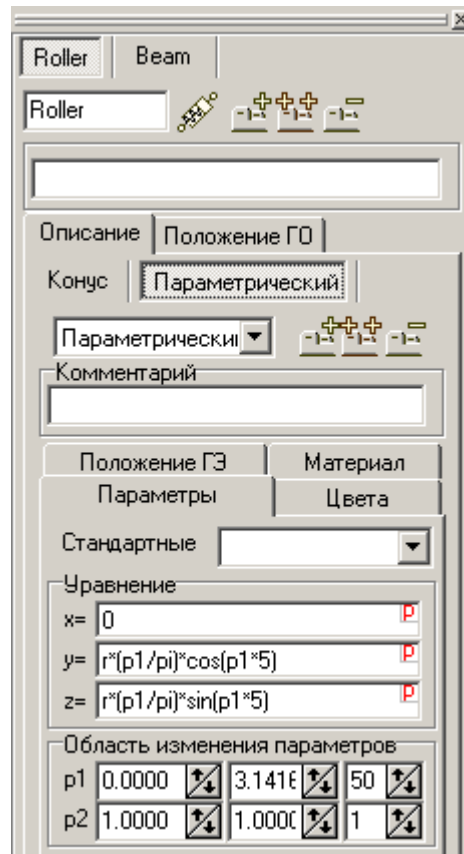 Roller Beam
Roller
Описание Положение ГО
Конус Параметрический
Параметрически
Комментарий
Положение ГЭ Материал
Параметры Цвета
Стандартные
Уравнение
x= 0 P
y= r*(p1/pi)*cos(p1*5) P
z= r*(p1/pi)*sin(p1*5) P
Область изменения параметров
p1 0.0000 3.1416 50
p2 1.0000 1.0000 1